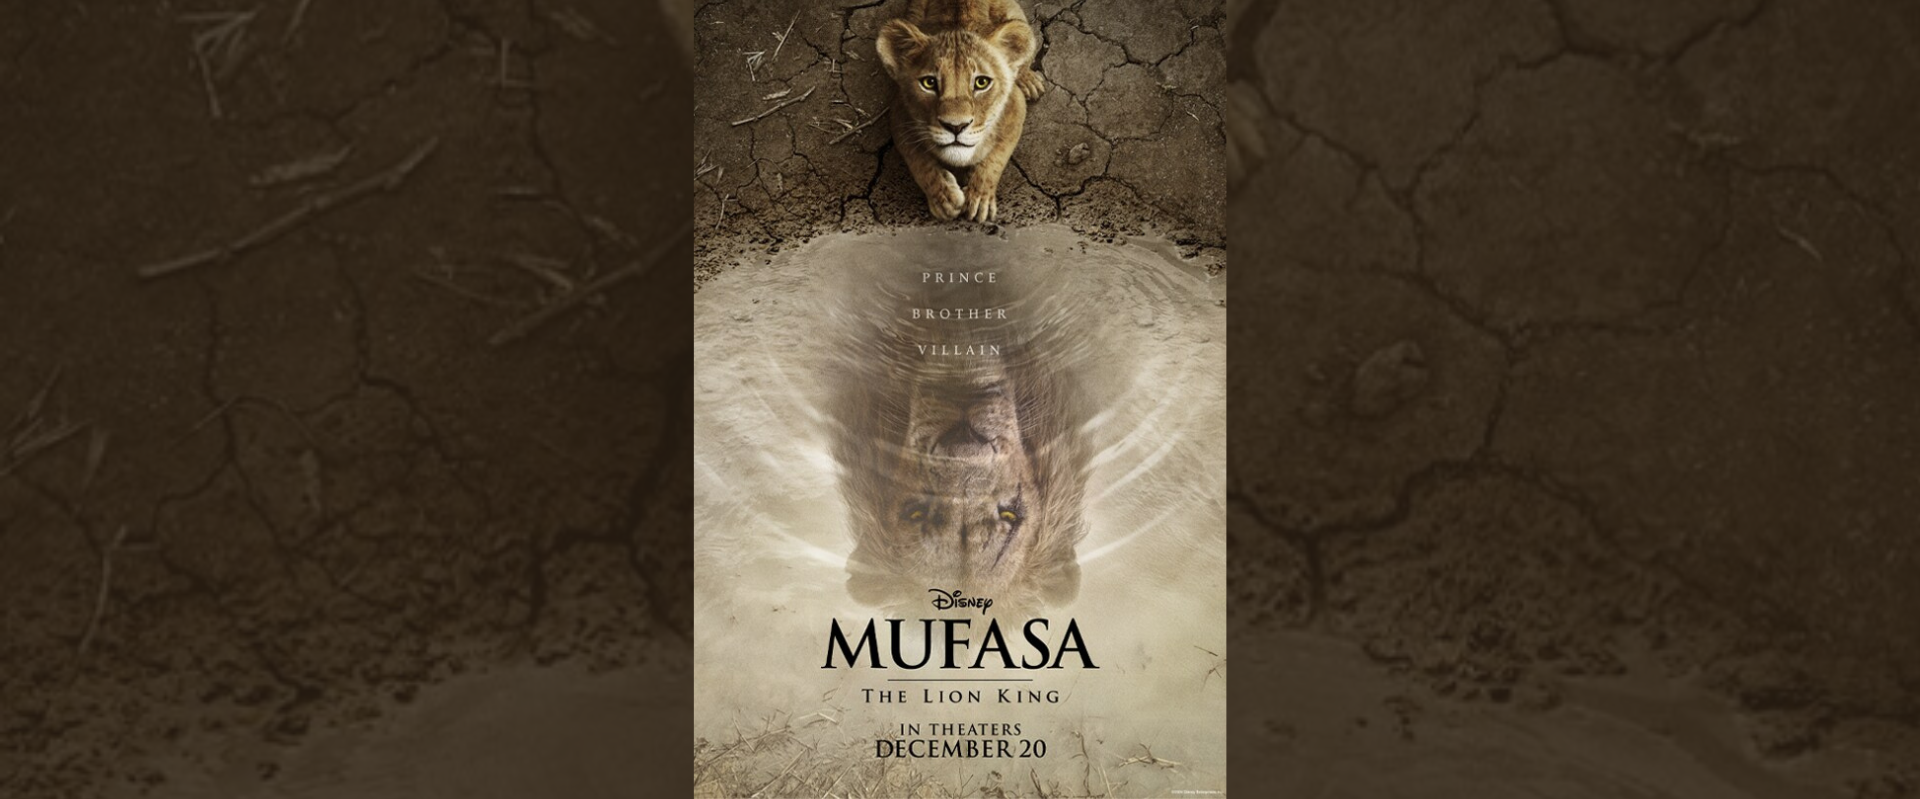 PRINCE
BROTHER
VILLAIN
Disney
MUFASA
THE LION KING
IN THEATERS
DECEMBER 20